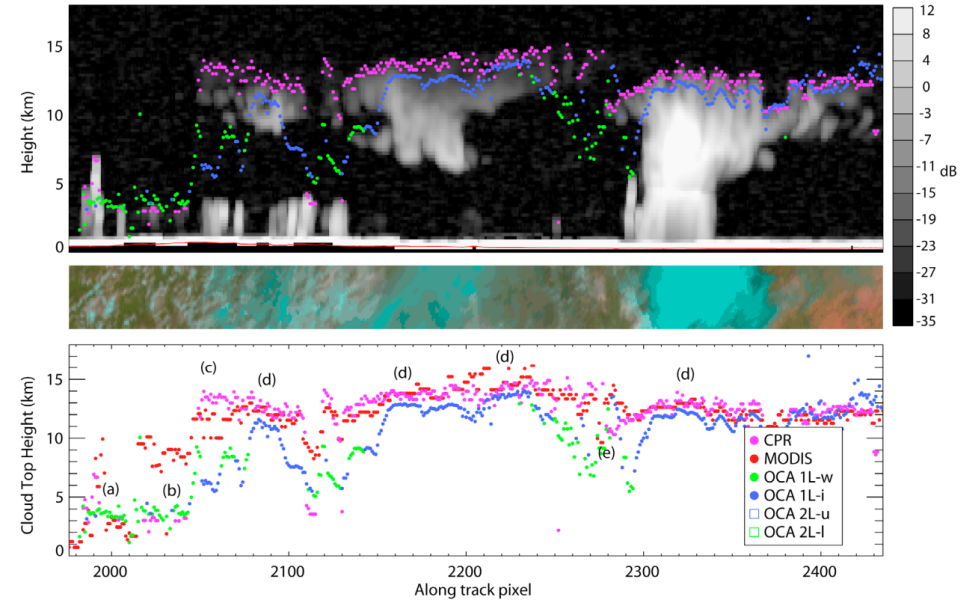 15
10
5
0
Height (km)
12
8
4
0
-3
-7
-11
-15
-19
-23
-27
-31
-35
dB
15
10
5
0
Cloud Top Height (km)
(a)
(b)
(c)
(d)
(d)
(d)
(e)
(d)
CPR
MODIS
OCA 1L-w
OCA 1L-i
OCA 2L-u
OCA 2L-l
2000
2100
2200
2300
2400
Along track pixel